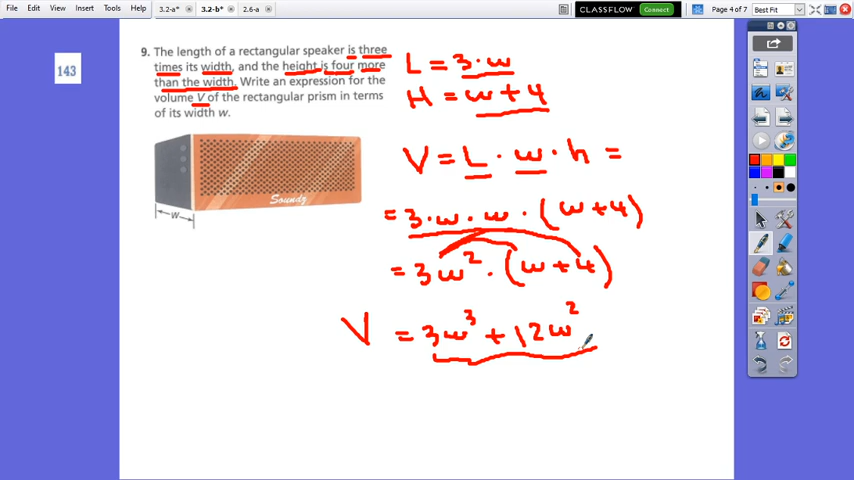 File Edit View Insert Tools Help 3.2-a* 3.2-b* 2.6-a CLASSFLOW Connect Page 4 of 7 Best Fit
143
9. The length of a rectangular speaker is three
times its width, and the height is four more
than the width. Write an expression for the
volume V of the rectangular prism in terms
of its width w.
Soundz
w
L = 3·w
H = w+4
V = L · w · h =
= 3·w·w·(w+4)
= 3w²·(w+4)
V = 3w³ + 12w²